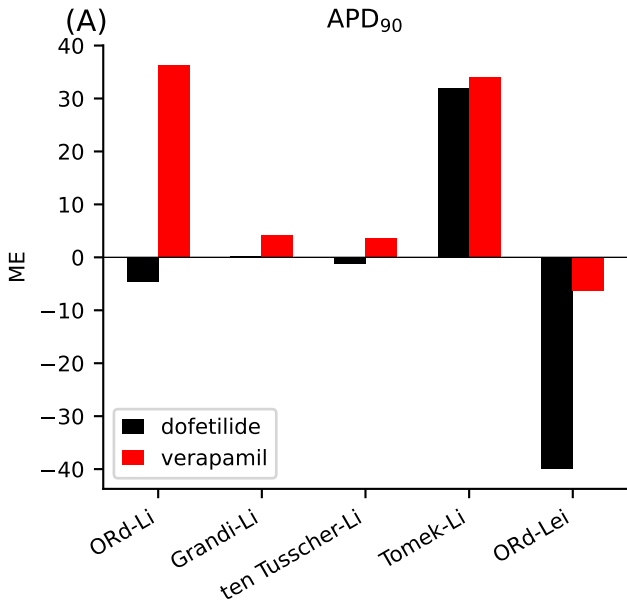 (A)
APD₉₀
40
30
20
10
0
−10
−20
−30
−40
ME
dofetilide
verapamil
ORd-Li
Grandi-Li
ten Tusscher-Li
Tomek-Li
ORd-Lei